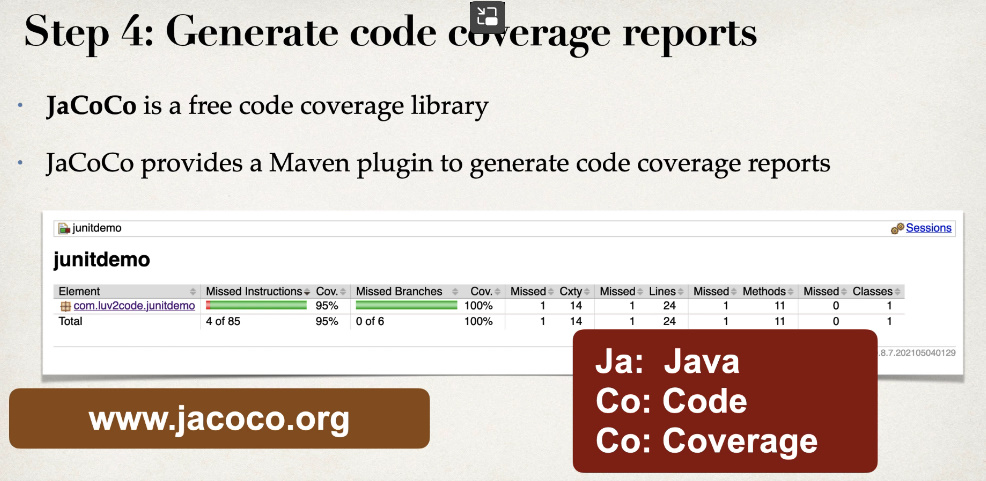 Step 4: Generate code coverage reports
• JaCoCo is a free code coverage library
• JaCoCo provides a Maven plugin to generate code coverage reports
junitdemo Sessions
junitdemo
Element Missed Instructions Cov. Missed Branches Cov. Missed Cxty Missed Lines Missed Methods Missed Classes
com.luv2code.junitdemo 95% 100% 1 14 1 24 1 11 0 1
Total 4 of 85 95% 0 of 6 100% 1 14 1 24 1 11 0 1
.8.7.202105040129
www.jacoco.org
Ja: Java
Co: Code
Co: Coverage